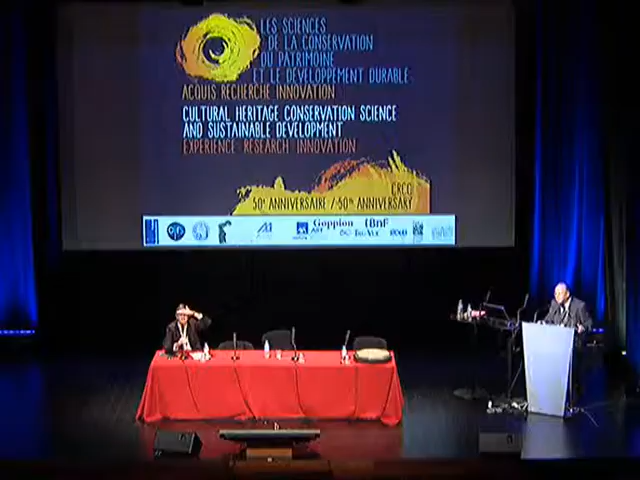 LES SCIENCES
DE LA CONSERVATION
DU PATRIMOINE
ET LE DÉVELOPPEMENT DURABLE
ACQUIS RECHERCHE INNOVATION
CULTURAL HERITAGE CONSERVATION SCIENCE
AND SUSTAINABLE DEVELOPMENT
EXPERIENCE RESEARCH INNOVATION
CRCC
50e ANNIVERSAIRE / 50th ANNIVERSARY
Goppion {BnF